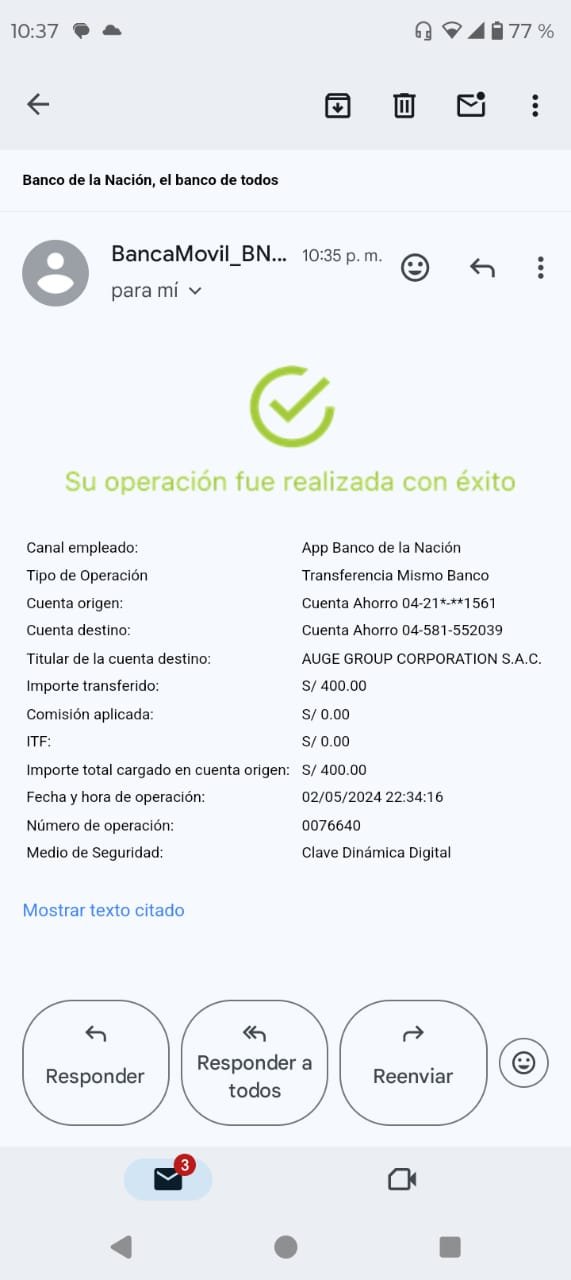 10:37
77 %
Banco de la Nación, el banco de todos
BancaMovil_BN... 10:35 p. m.
para mí
Su operación fue realizada con éxito
Canal empleado: App Banco de la Nación
Tipo de Operación Transferencia Mismo Banco
Cuenta origen: Cuenta Ahorro 04-21*-**1561
Cuenta destino: Cuenta Ahorro 04-581-552039
Titular de la cuenta destino: AUGE GROUP CORPORATION S.A.C.
Importe transferido: S/ 400.00
Comisión aplicada: S/ 0.00
ITF: S/ 0.00
Importe total cargado en cuenta origen: S/ 400.00
Fecha y hora de operación: 02/05/2024 22:34:16
Número de operación: 0076640
Medio de Seguridad: Clave Dinámica Digital
Mostrar texto citado
Responder
Responder a
todos
Reenviar
3